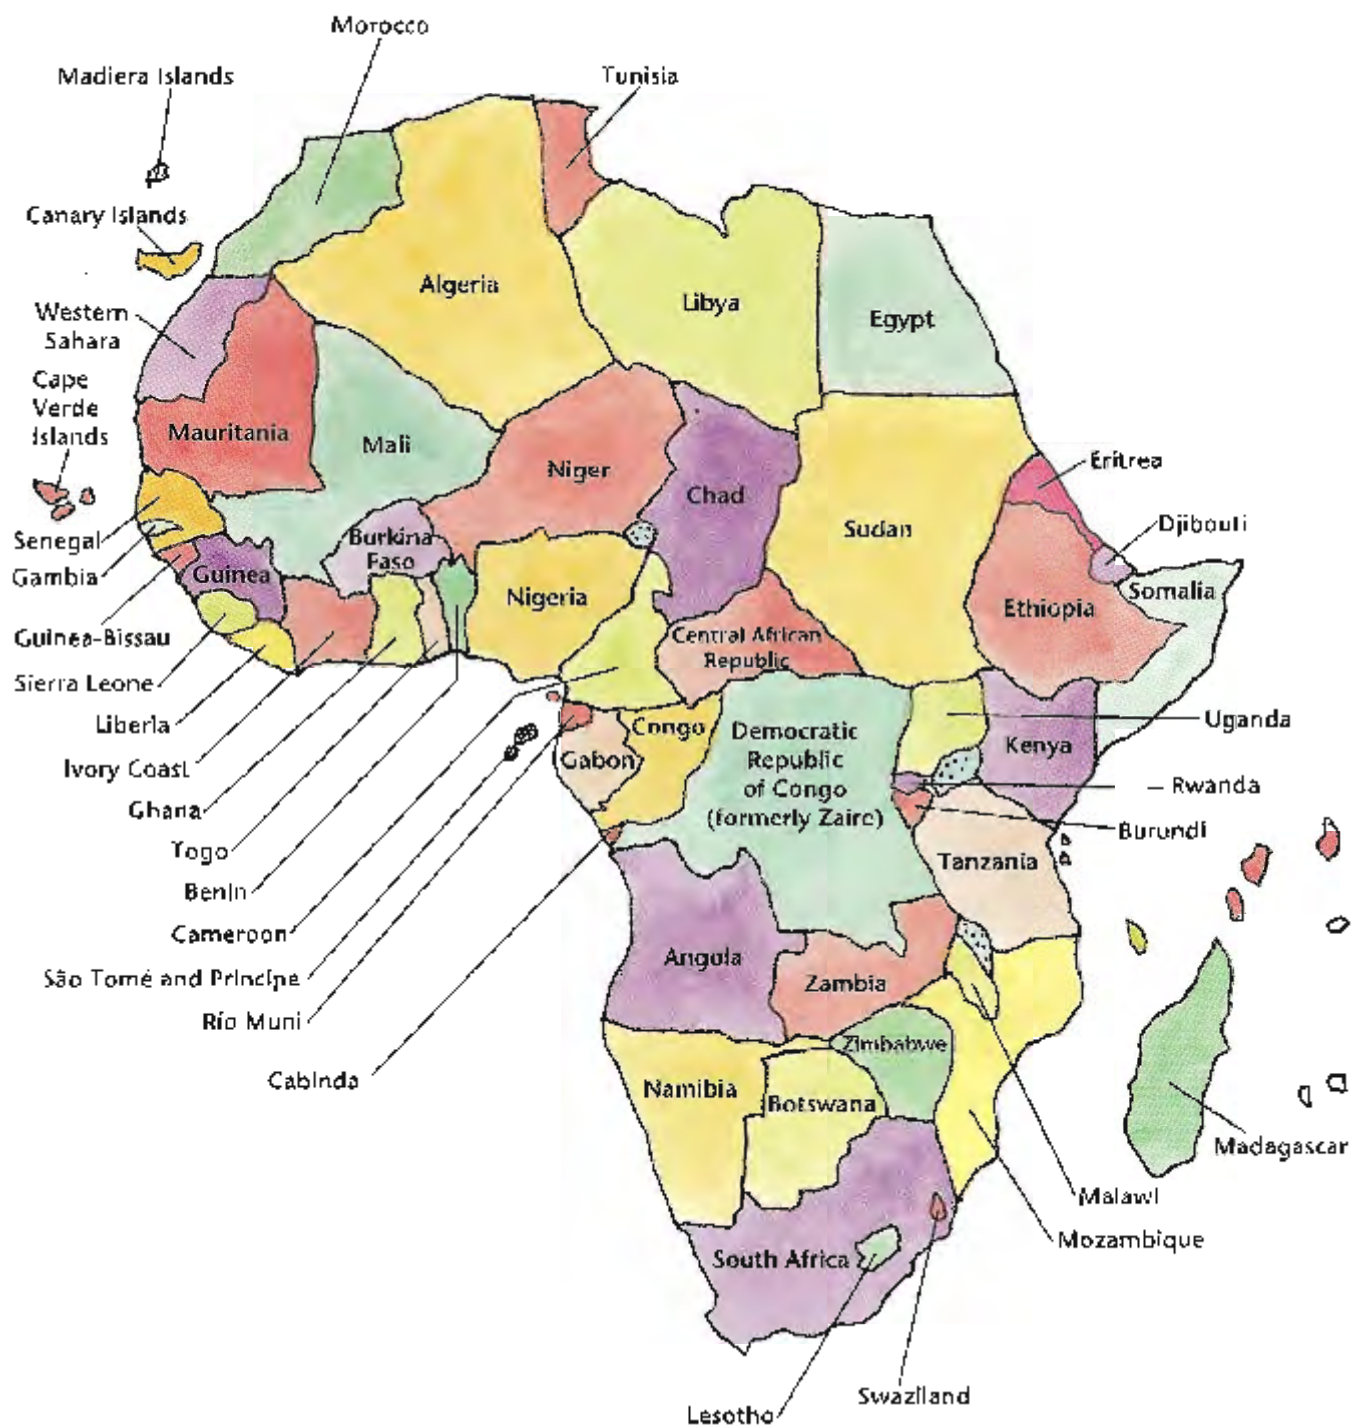 Morocco
Madiera Islands
Tunisia
Canary Islands
Algeria
Libya
Egypt
Western
Sahara
Cape
Verde
Islands
Mauritania
Mali
Niger
Chad
Sudan
Eritrea
Djibouti
Senegal
Gambia
Burkina
Faso
Guinea
Nigeria
Ethiopia
Somalia
Guinea-Bissau
Central African
Republic
Sierra Leone
Liberia
Congo
Gabon
Democratic
Republic
of Congo
(formerly Zaire)
Uganda
Kenya
Ivory Coast
Rwanda
Ghana
Burundi
Togo
Tanzania
Benin
Cameroon
Angola
São Tomé and Príncipe
Zambia
Río Muni
Zimbabwe
Cabinda
Namibia
Botswana
Madagascar
Malawi
Mozambique
South Africa
Swaziland
Lesotho